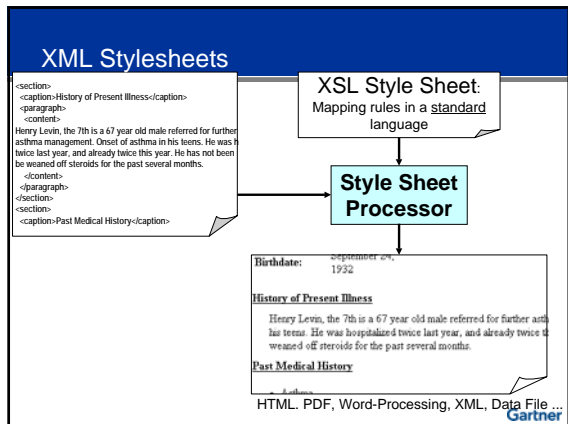 XML Stylesheets
<section>
<caption>History of Present Illness</caption>
<paragraph>
<content>
Henry Levin, the 7th is a 67 year old male referred for further
asthma management. Onset of asthma in his teens. He was h
twice last year, and already twice this year. He has not been
be weaned off steroids for the past several months.
</content>
</paragraph>
</section>
<section>
<caption>Past Medical History</caption>
XSL Style Sheet:
Mapping rules in a standard
language
Style Sheet
Processor
Birthdate: September 24,
1932
History of Present Illness
Henry Levin, the 7th is a 67 year old male referred for further asth
his teens. He was hospitalized twice last year, and already twice th
weaned off steroids for the past several months.
Past Medical History
Asthma
HTML. PDF, Word-Processing, XML, Data File ...
Gartner